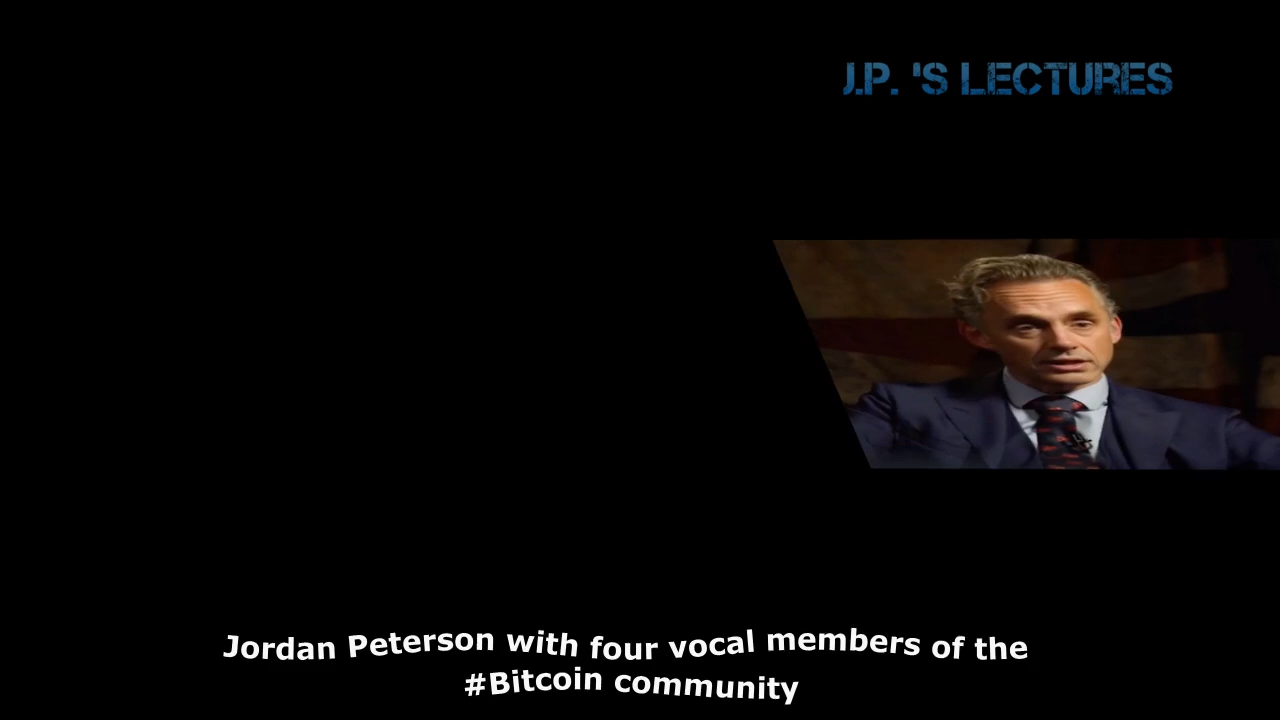 J.P. 'S LECTURES
Jordan Peterson with four vocal members of the
#Bitcoin community